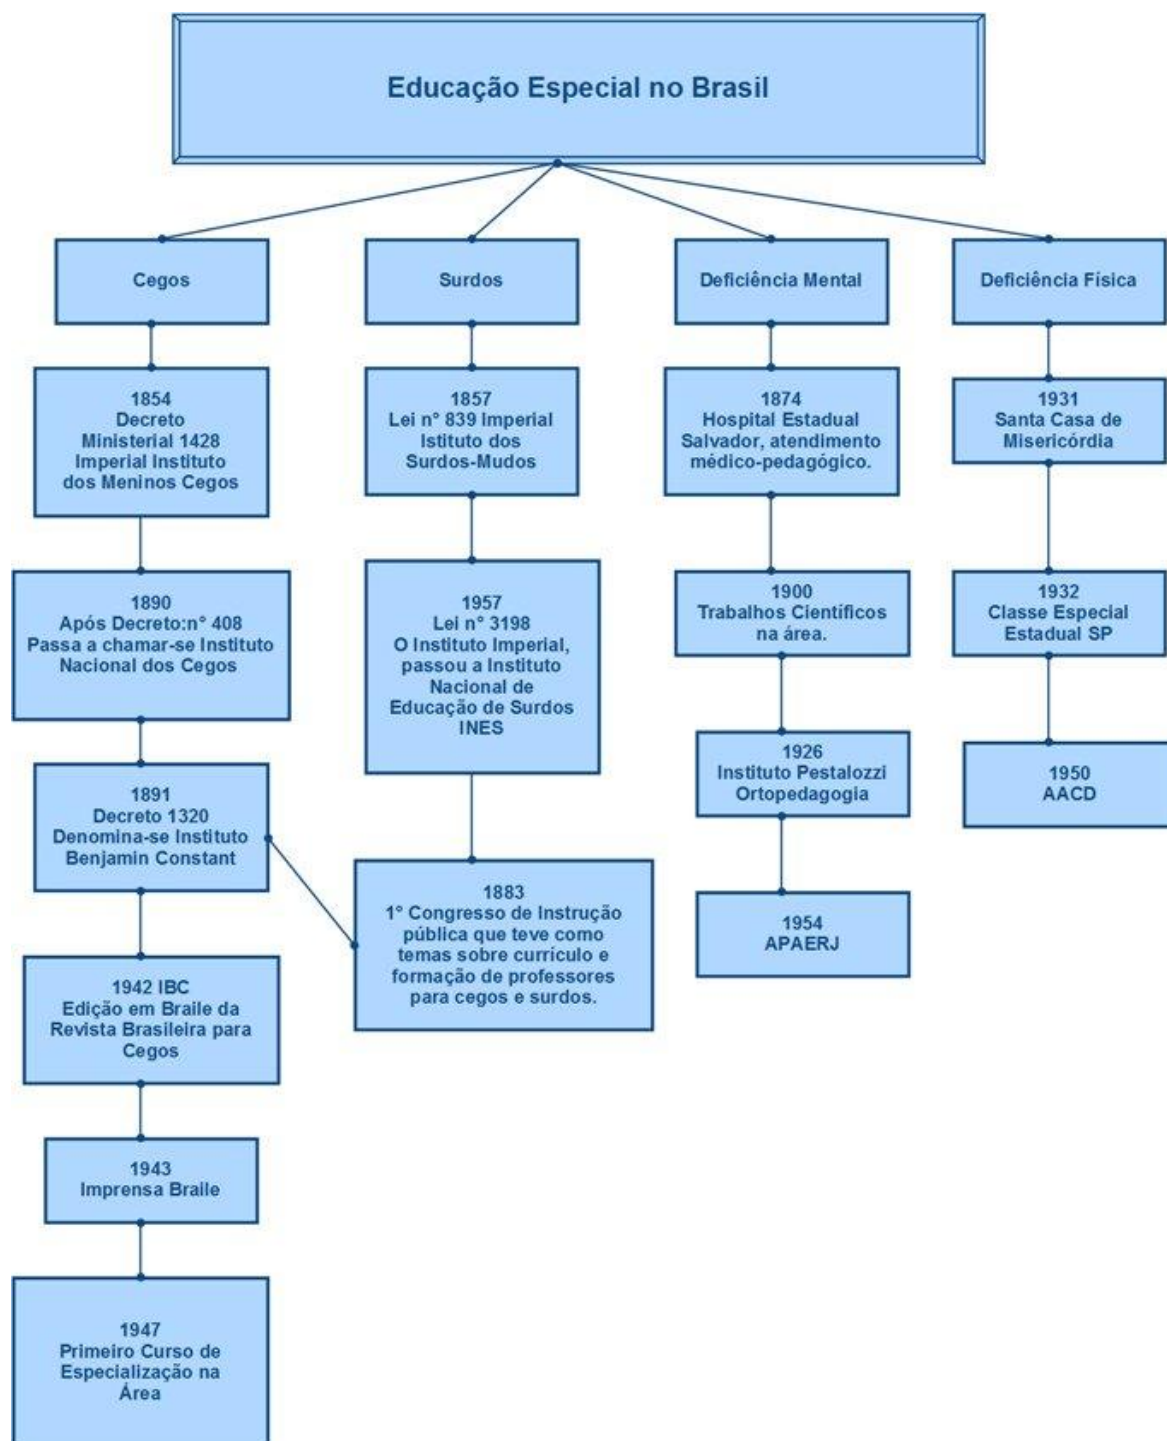 Educação Especial no Brasil
Cegos
Surdos
Deficiência Mental
Deficiência Física
1854
Decreto
Ministerial 1428
Imperial Instituto
dos Meninos Cegos
1857
Lei n° 839 Imperial
Istituto dos
Surdos-Mudos
1874
Hospital Estadual
Salvador, atendimento
médico-pedagógico.
1931
Santa Casa de
Misericórdia
1890
Após Decreto:n° 408
Passa a chamar-se Instituto
Nacional dos Cegos
1957
Lei n° 3198
O Instituto Imperial,
passou a Instituto
Nacional de
Educação de Surdos
INES
1900
Trabalhos Científicos
na área.
1932
Classe Especial
Estadual SP
1891
Decreto 1320
Denomina-se Instituto
Benjamin Constant
1926
Instituto Pestalozzi
Ortopedagogia
1950
AACD
1883
1° Congresso de Instrução
pública que teve como
temas sobre currículo e
formação de professores
para cegos e surdos.
1954
APAERJ
1942 IBC
Edição em Braile da
Revista Brasileira para
Cegos
1943
Imprensa Braile
1947
Primeiro Curso de
Especialização na
Área